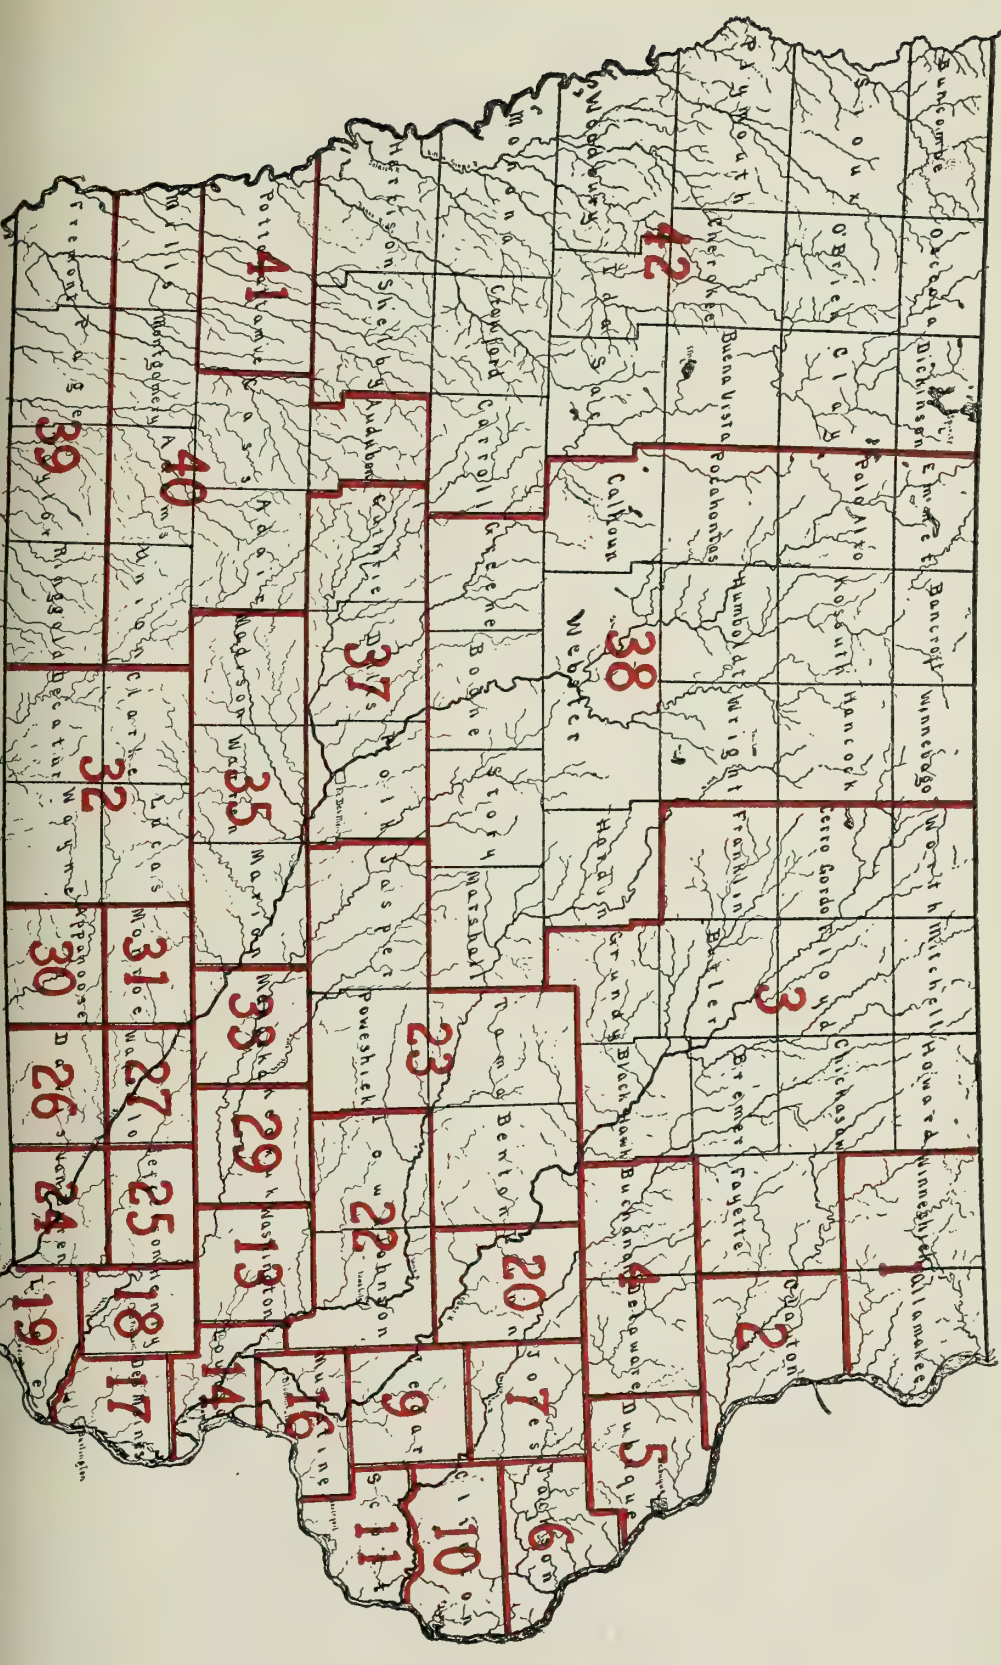 Buncombe
Osceola
Dickinson
Emmet
Bancroft
Winnebago
Worth
Mitchell
Howard
Winneshiek
Allamakee
1
Sioux
O'Brien
Clay
Palo Alto
Kossuth
Hancock
Cerro Gordo
Floyd
Chickasaw
3
Fayette
Clayton
2
Plymouth
Cherokee
42
Buena Vista
Pocahontas
Humboldt
Wright
Franklin
Butler
Bremer
Woodbury
Ida
Sac
Calhoun
Webster
38
Hardin
Grundy
Black Hawk
Buchanan
4
Delaware
Dubuque
5
Monona
Crawford
Carroll
Greene
Boone
Story
Marshall
Tama
Benton
Linn
20
Jones
7
Jackson
6
Harrison
Shelby
Audubon
Guthrie
Dallas
37
Polk
Jasper
Poweshiek
23
Iowa
22
Johnson
Cedar
9
Clinton
10
Scott
11
Pottawattamie
41
Cass
Adair
Madison
Warren
35
Marion
Mahaska
33
Keokuk
29
Washington
13
Louisa
14
Muscatine
16
Mills
Montgomery
Adams
40
Union
Clarke
Lucas
Monroe
31
Wapello
27
Jefferson
25
Henry
18
Des Moines
17
Burlington
Fremont
Page
Taylor
39
Ringgold
Decatur
32
Wayne
Appanoose
30
Davis
26
Van Buren
24
Lee
19